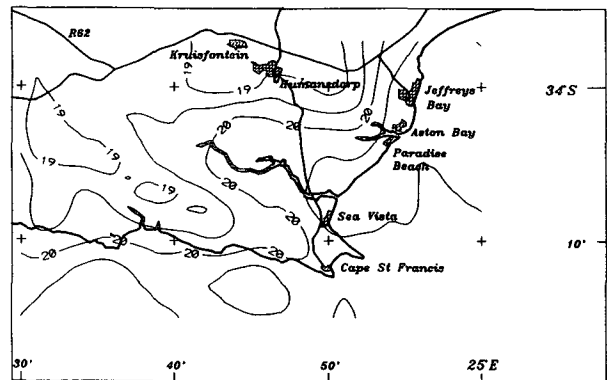 R62
Kruisfontein
Humansdorp
34°S
19
19
19
20
Jeffreys
Bay
20
20
Aston Bay
Paradise
Beach
19
20
Sea Vista
20
20
20
20
10'
Cape St Francis
30'
40'
50'
25°E